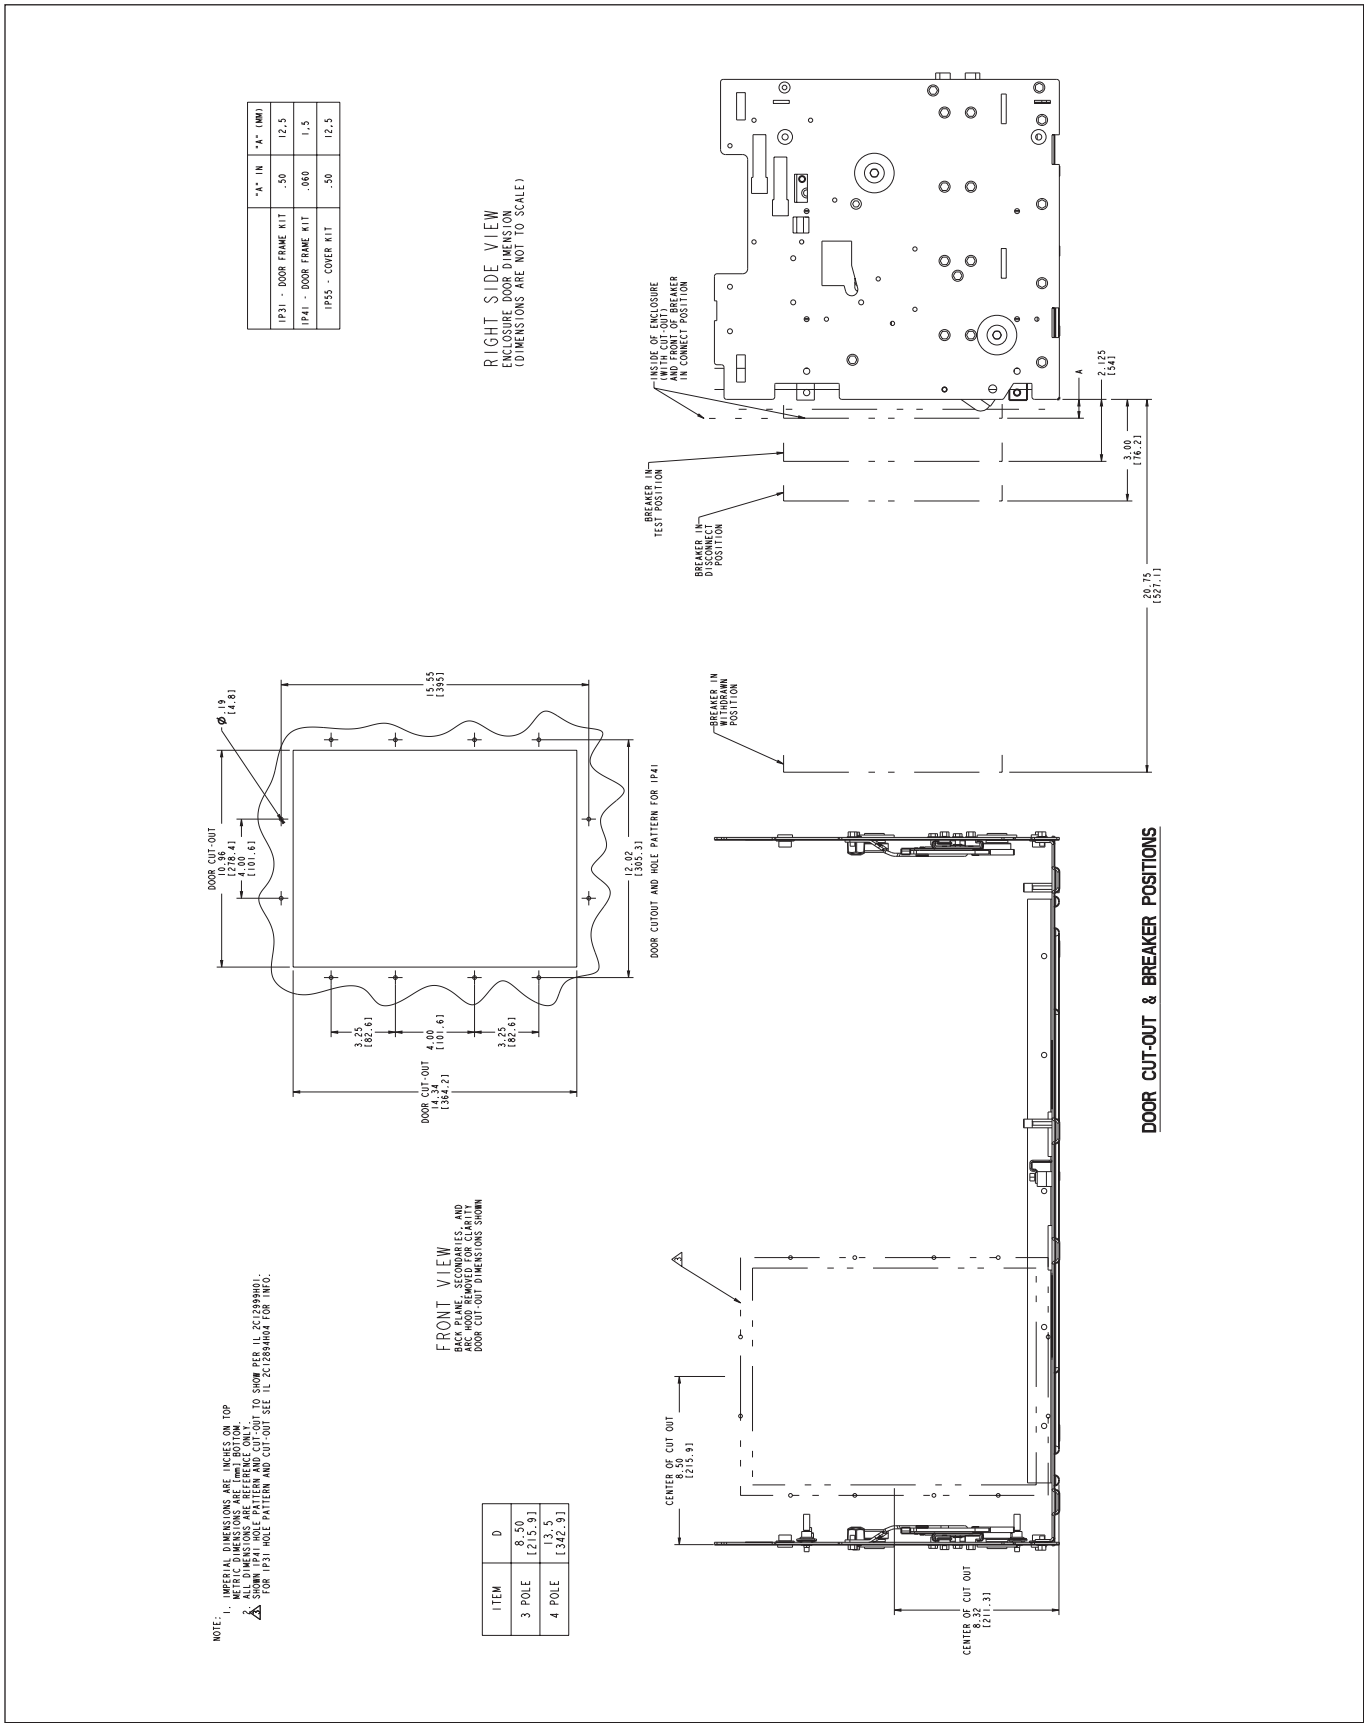 NOTE:
1. IMPERIAL DIMENSIONS ARE INCHES ON TOP
METRIC DIMENSIONS ARE [mm] BOTTOM.
2. ALL DIMENSIONS ARE REFERENCE ONLY.
3 SHOWN IP41 HOLE PATTERN AND CUT-OUT TO SHOW PER IL 2C12999H01.
FOR IP31 HOLE PATTERN AND CUT-OUT SEE IL 2C12894H04 FOR INFO.
DOOR CUT-OUT
10.96
[278.4]
4.00
[101.6]
Ø.19
[4.8]
15.55
[395]
3.25
[82.6]
4.00
[101.6]
3.25
[82.6]
DOOR CUT-OUT
14.34
[364.2]
12.02
[305.3]
DOOR CUTOUT AND HOLE PATTERN FOR IP41
"A" IN "A" (MM)
IP31 - DOOR FRAME KIT .50 12,5
IP41 - DOOR FRAME KIT .060 1,5
IP55 - COVER KIT .50 12,5
FRONT VIEW
BACK PLANE, SECONDARIES, AND
ARC HOOD REMOVED FOR CLARITY
DOOR CUT-OUT DIMENSIONS SHOWN
RIGHT SIDE VIEW
ENCLOSURE DOOR DIMENSION
(DIMENSIONS ARE NOT TO SCALE)
ITEM D
3 POLE 8.50
[215.9]
4 POLE 13.5
[342.9]
CENTER OF CUT OUT
8.50
[215.9]
3
CENTER OF CUT OUT
8.32
[211.3]
INSIDE OF ENCLOSURE
(WITH CUT-OUT)
AND FRONT OF BREAKER
IN CONNECT POSITION
BREAKER IN
TEST POSITION
BREAKER IN
DISCONNECT
POSITION
BREAKER IN
WITHDRAWN
POSITION
A
2.125
[54]
3.00
[76.2]
20.75
[527.1]
DOOR CUT-OUT & BREAKER POSITIONS